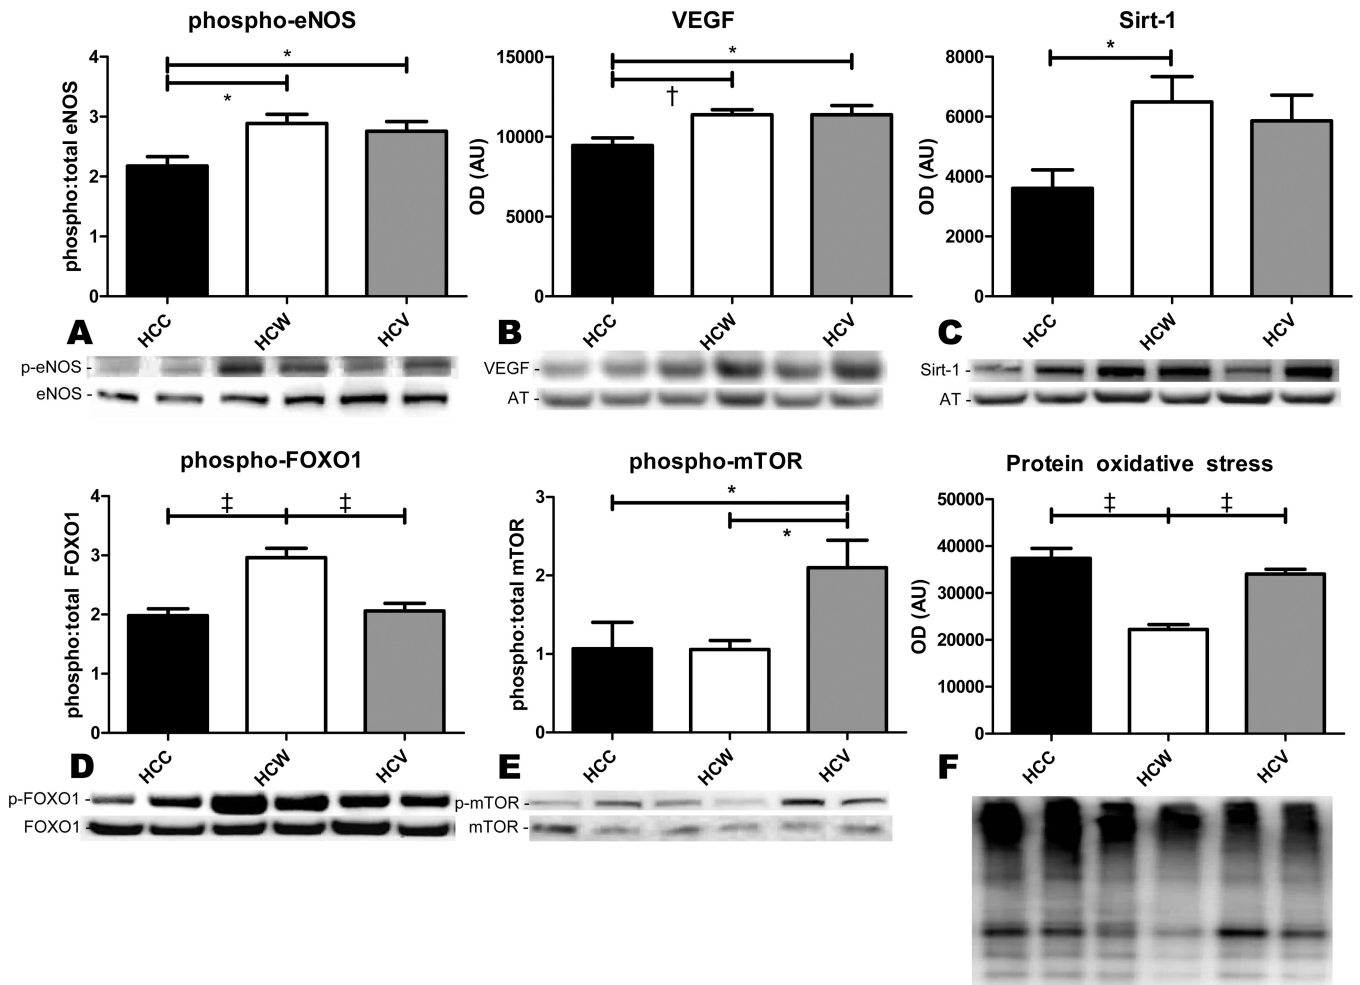 phospho-eNOS
phospho:total eNOS
4
3
2
1
0
*
*
HCC
HCW
HCV
A
p-eNOS -
eNOS -
VEGF
OD (AU)
15000
10000
5000
0
*
†
HCC
HCW
HCV
B
VEGF -
AT -
Sirt-1
OD (AU)
8000
6000
4000
2000
0
*
HCC
HCW
HCV
C
Sirt-1 -
AT -
phospho-FOXO1
phospho:total FOXO1
4
3
2
1
0
‡ ‡
HCC
HCW
HCV
D
p-FOXO1 -
FOXO1 -
phospho-mTOR
phospho:total mTOR
3
2
1
0
*
*
HCC
HCW
HCV
E
p-mTOR -
mTOR -
Protein oxidative stress
OD (AU)
50000
40000
30000
20000
10000
0
‡ ‡
HCC
HCW
HCV
F